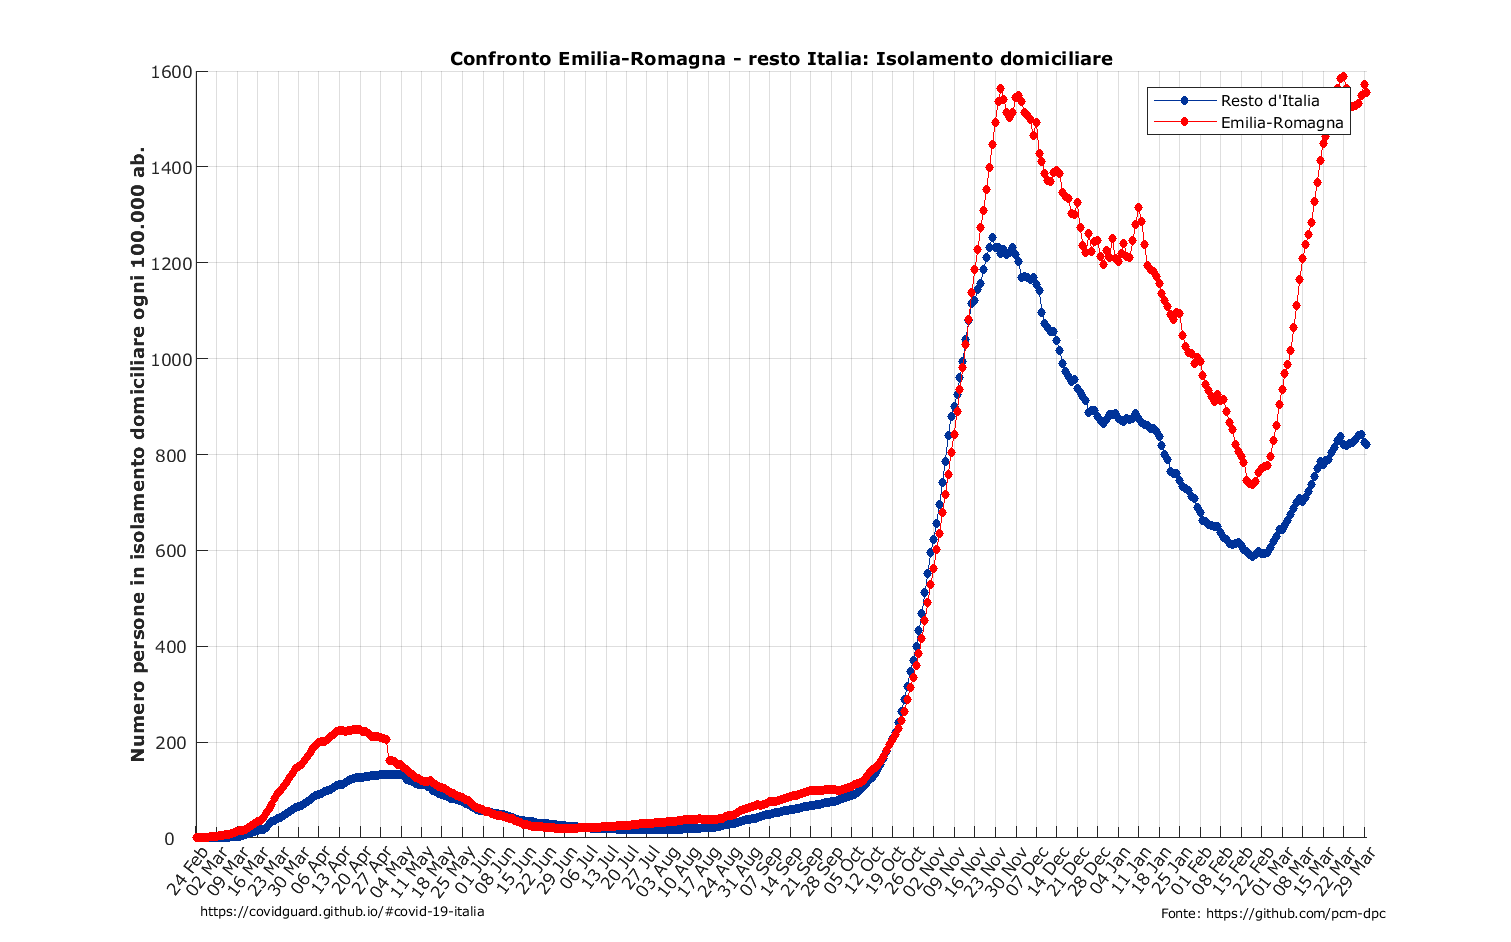 Confronto Emilia-Romagna - resto Italia: Isolamento domiciliare
Numero persone in isolamento domiciliare ogni 100.000 ab.
1600
1400
1200
1000
800
600
400
200
0
Resto d'Italia
Emilia-Romagna
24 Feb
02 Mar
09 Mar
16 Mar
23 Mar
30 Mar
06 Apr
13 Apr
20 Apr
27 Apr
04 May
11 May
18 May
25 May
01 Jun
08 Jun
15 Jun
22 Jun
29 Jun
06 Jul
13 Jul
20 Jul
27 Jul
03 Aug
10 Aug
17 Aug
24 Aug
31 Aug
07 Sep
14 Sep
21 Sep
28 Sep
05 Oct
12 Oct
19 Oct
26 Oct
02 Nov
09 Nov
16 Nov
23 Nov
30 Nov
07 Dec
14 Dec
21 Dec
28 Dec
04 Jan
11 Jan
18 Jan
25 Jan
01 Feb
08 Feb
15 Feb
22 Feb
01 Mar
08 Mar
15 Mar
22 Mar
29 Mar
https://covidguard.github.io/#covid-19-italia
Fonte: https://github.com/pcm-dpc